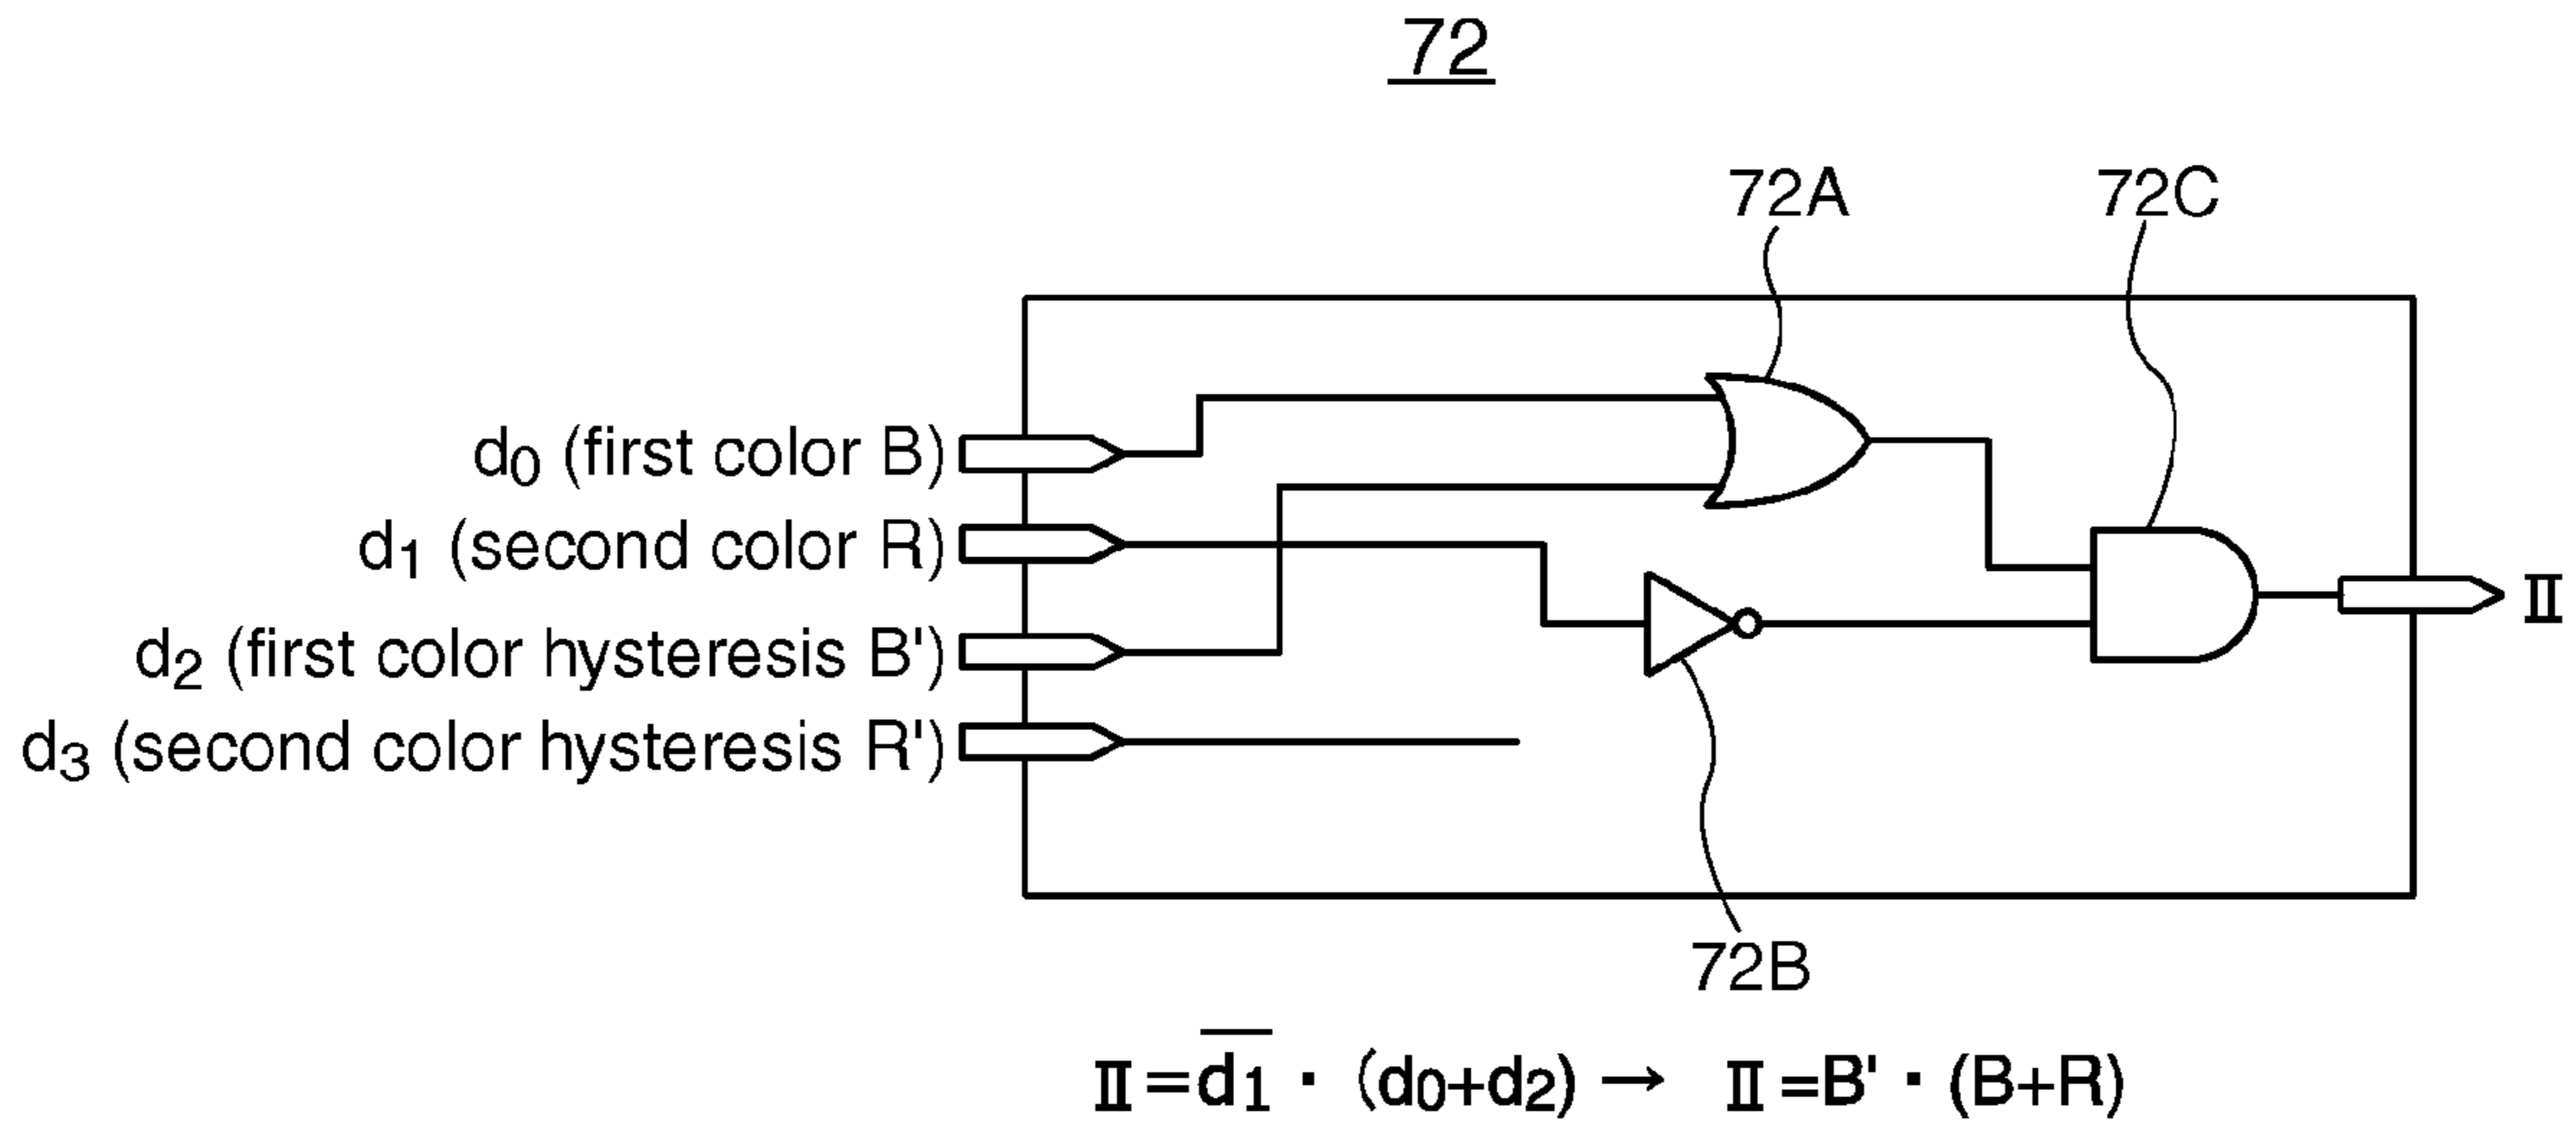 72
72A
72C
d0 (first color B)
d1 (second color R)
d2 (first color hysteresis B')
d3 (second color hysteresis R')
II
72B
II = d̅1̅ · (d0+d2) → II = B' · (B+R)